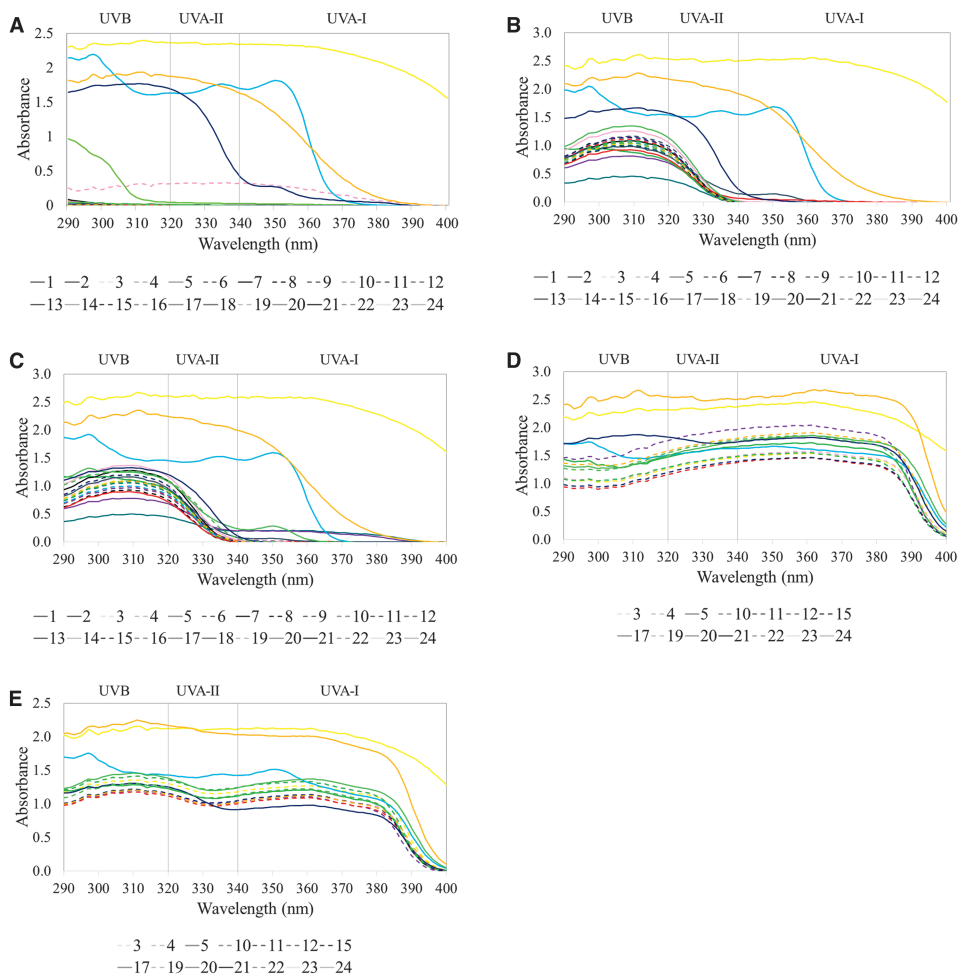 A
UVB UVA-II UVA-I
2.5
2
1.5
1
0.5
0
Absorbance
290 300 310 320 330 340 350 360 370 380 390 400
Wavelength (nm)
1 2 3 4 5 6 7 8 9 10 11 12
13 14 15 16 17 18 19 20 21 22 23 24
B
UVB UVA-II UVA-I
3.0
2.5
2.0
1.5
1.0
0.5
0.0
Absorbance
290 300 310 320 330 340 350 360 370 380 390 400
Wavelength (nm)
1 2 3 4 5 6 7 8 9 10 11 12
13 14 15 16 17 18 19 20 21 22 23 24
C
UVB UVA-II UVA-I
3.0
2.5
2.0
1.5
1.0
0.5
0.0
Absorbance
290 300 310 320 330 340 350 360 370 380 390 400
Wavelength (nm)
1 2 3 4 5 6 7 8 9 10 11 12
13 14 15 16 17 18 19 20 21 22 23 24
D
UVB UVA-II UVA-I
3.0
2.5
2.0
1.5
1.0
0.5
0.0
Absorbance
290 300 310 320 330 340 350 360 370 380 390 400
Wavelength (nm)
3 4 5 10 11 12 15
17 19 20 21 22 23 24
E
UVB UVA-II UVA-I
2.5
2.0
1.5
1.0
0.5
0.0
Absorbance
290 300 310 320 330 340 350 360 370 380 390 400
Wavelength (nm)
3 4 5 10 11 12 15
17 19 20 21 22 23 24